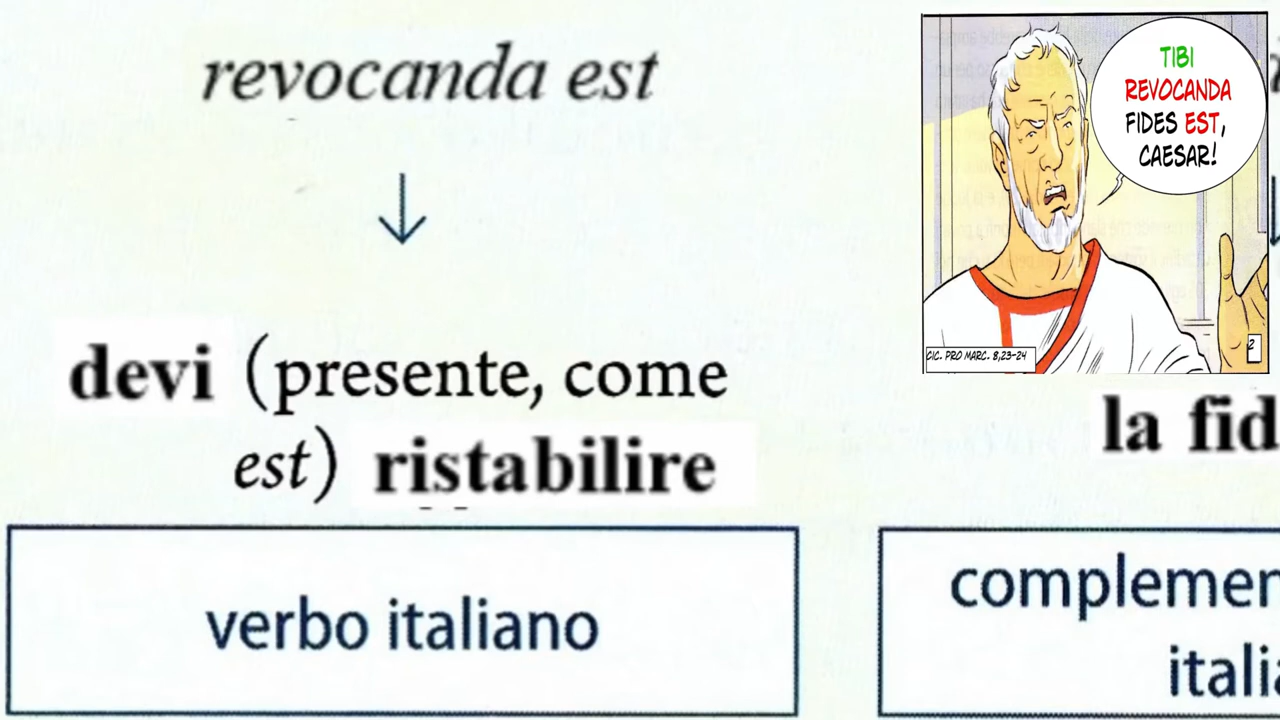 revocanda est
devi (presente, come
est) ristabilire
verbo italiano
TIBI
REVOCANDA
FIDES EST,
CAESAR!
CIC. PRO MARC. 8,23-24
2
la fid
complemen
itali